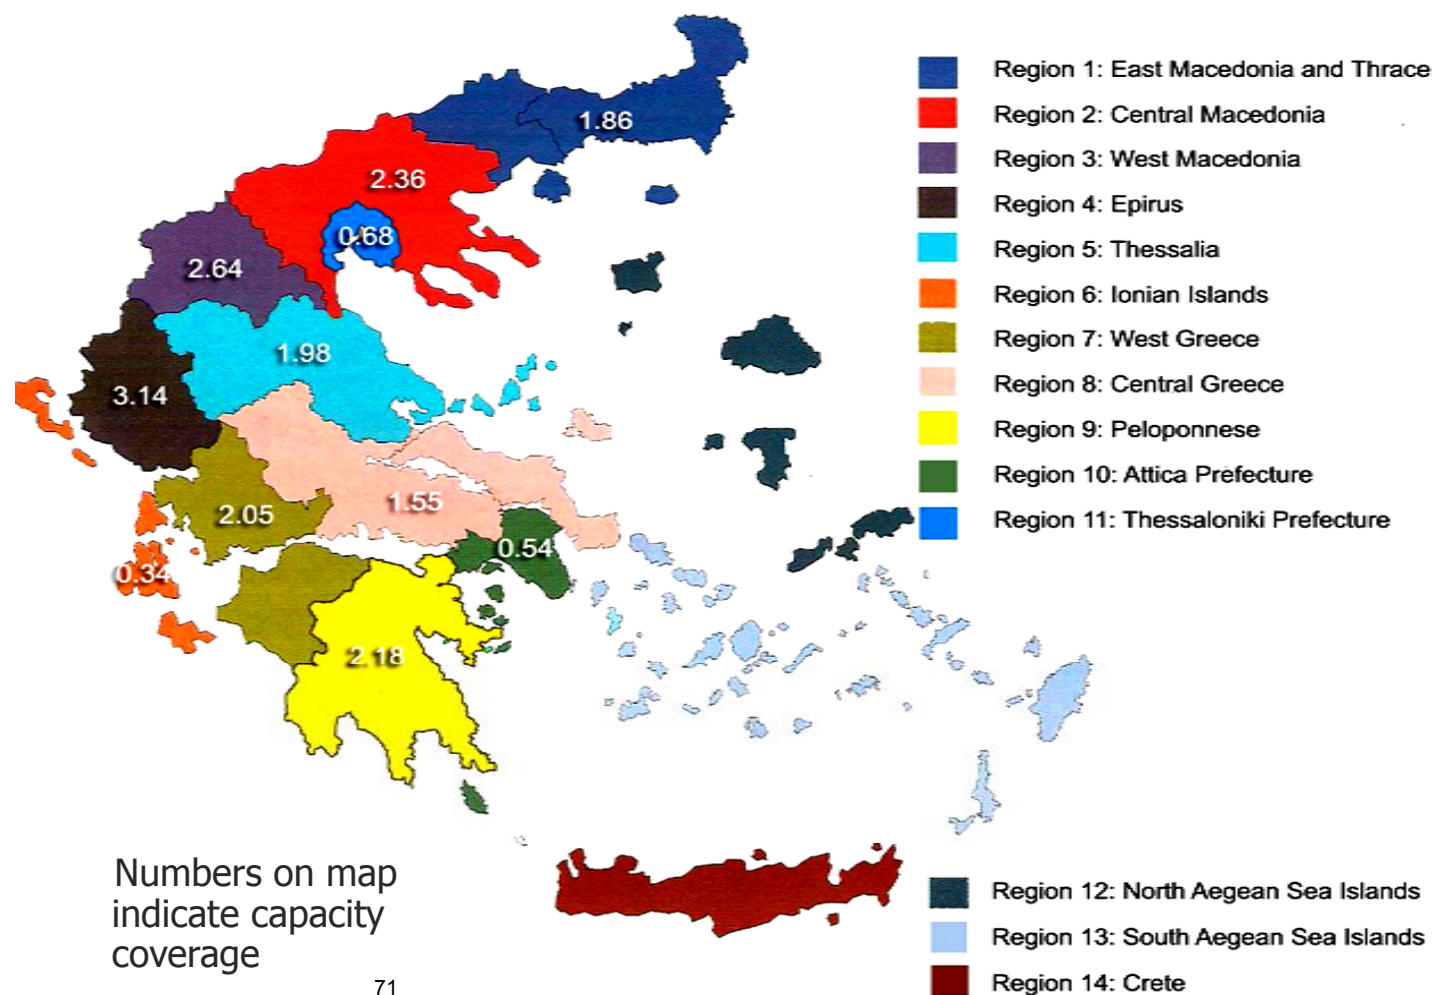 Region 1: East Macedonia and Thrace
Region 2: Central Macedonia
Region 3: West Macedonia
Region 4: Epirus
Region 5: Thessalia
Region 6: Ionian Islands
Region 7: West Greece
Region 8: Central Greece
Region 9: Peloponnese
Region 10: Attica Prefecture
Region 11: Thessaloniki Prefecture
1.86
2.36
0.68
2.64
1.98
3.14
1.55
2.05
0.54
0.34
2.18
Numbers on map
indicate capacity
coverage
71
Region 12: North Aegean Sea Islands
Region 13: South Aegean Sea Islands
Region 14: Crete